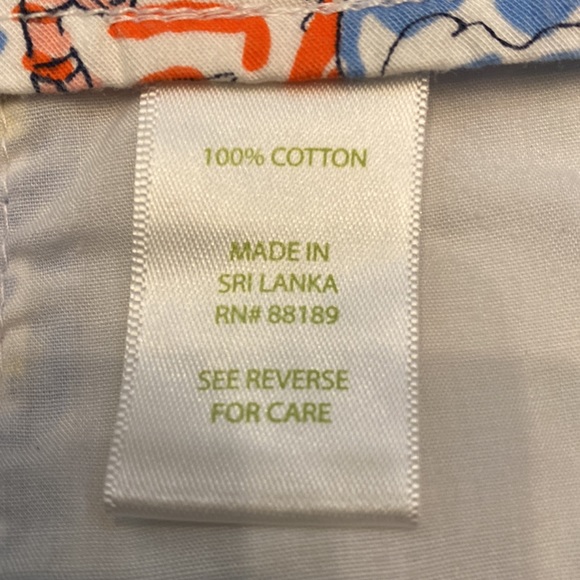 100% COTTON
MADE IN
SRI LANKA
RN# 88189
SEE REVERSE
FOR CARE